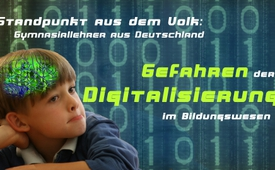 Standpunkt aus dem Volk:
Gymnasiallehrer aus Deutschland
Gefahren der
Digitalisierung
im Bildungswesen